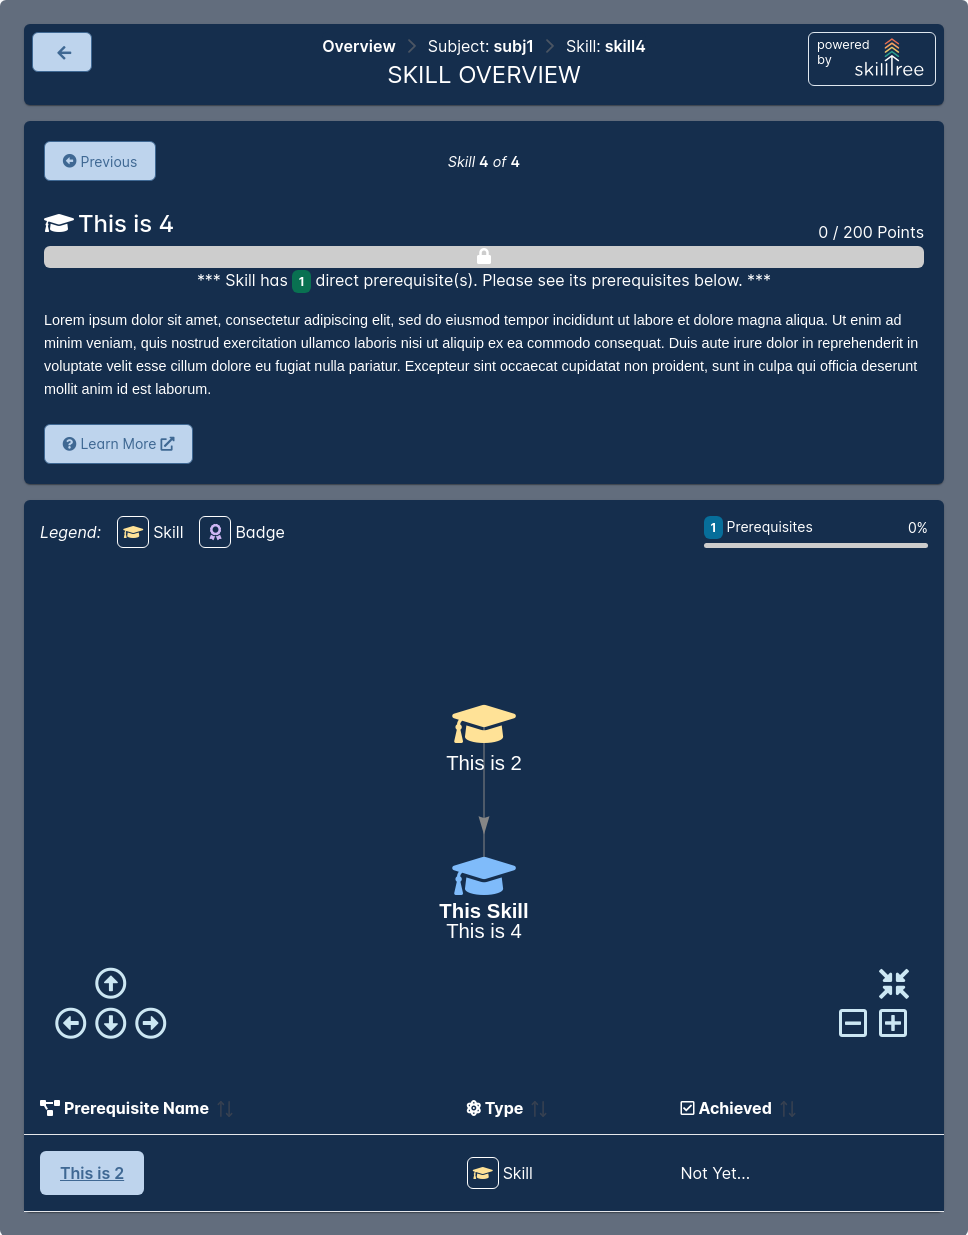 Overview Subject: subj1 Skill: skill4
SKILL OVERVIEW
powered
by
skilltree
Previous
Skill 4 of 4
This is 4
0 / 200 Points
*** Skill has 1 direct prerequisite(s). Please see its prerequisites below. ***
Lorem ipsum dolor sit amet, consectetur adipiscing elit, sed do eiusmod tempor incididunt ut labore et dolore magna aliqua. Ut enim ad
minim veniam, quis nostrud exercitation ullamco laboris nisi ut aliquip ex ea commodo consequat. Duis aute irure dolor in reprehenderit in
voluptate velit esse cillum dolore eu fugiat nulla pariatur. Excepteur sint occaecat cupidatat non proident, sunt in culpa qui officia deserunt
mollit anim id est laborum.
Learn More
Legend: Skill Badge
1 Prerequisites 0%
This is 2
This Skill
This is 4
Prerequisite Name Type Achieved
This is 2 Skill Not Yet...